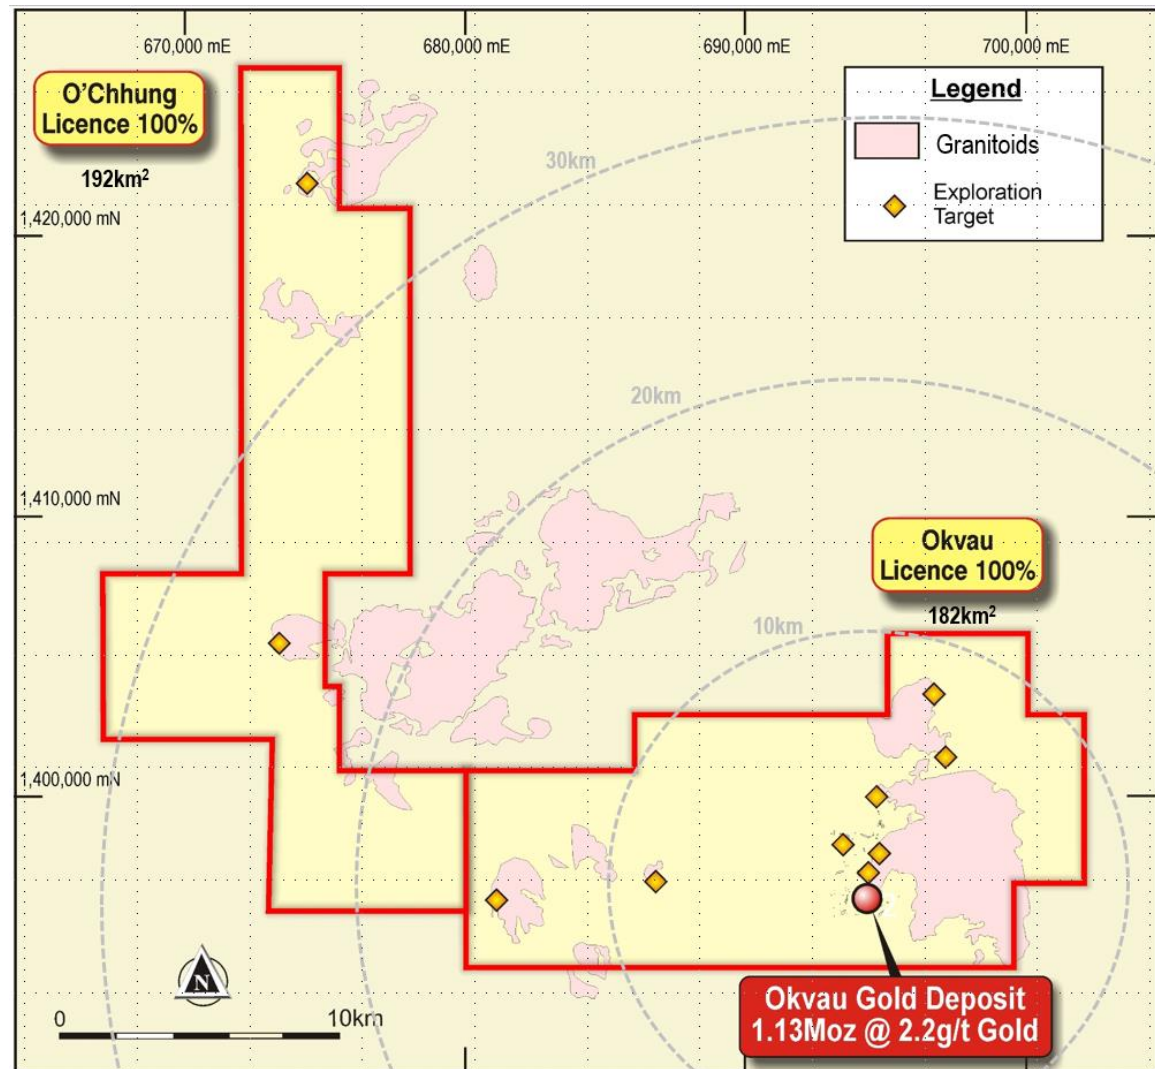 670,000 mE
680,000 mE
690,000 mE
700,000 mE
O'Chhung
Licence 100%
192km²
Legend
Granitoids
Exploration
Target
30km
1,420,000 mN
20km
1,410,000 mN
Okvau
Licence 100%
182km²
10km
1,400,000 mN
N
0
10km
Okvau Gold Deposit
1.13Moz @ 2.2g/t Gold